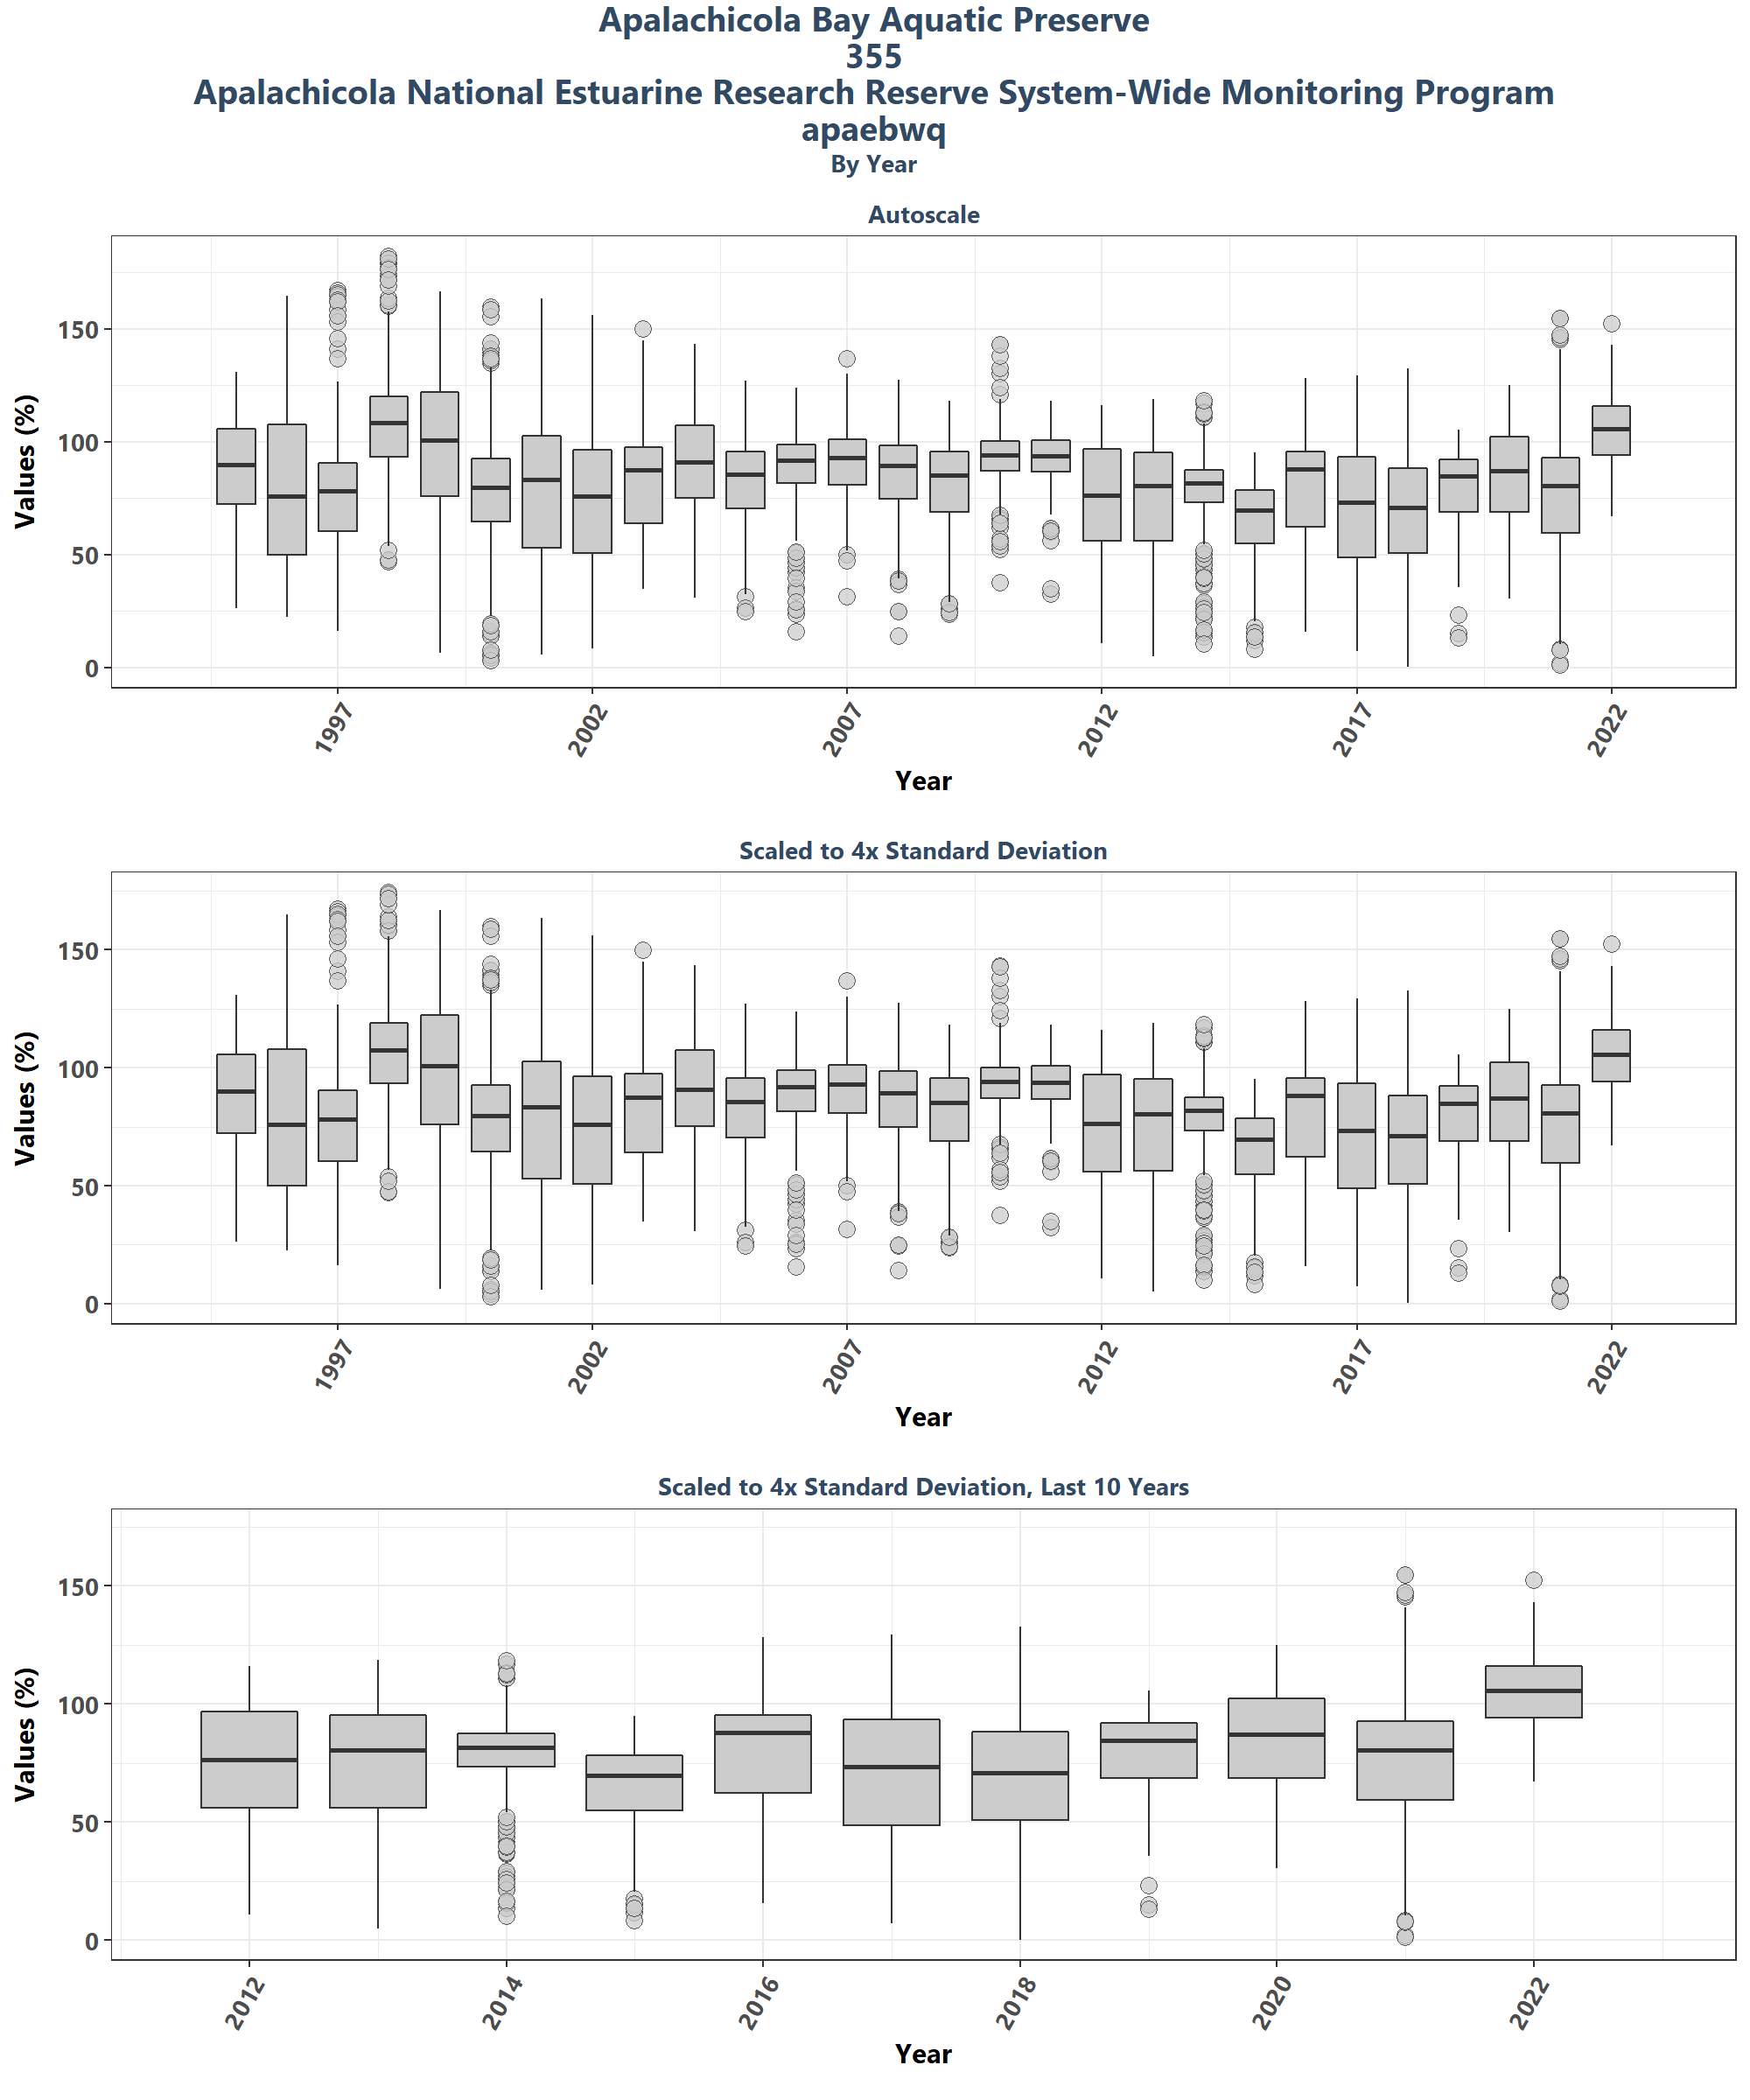 Apalachicola Bay Aquatic Preserve
355
Apalachicola National Estuarine Research Reserve System-Wide Monitoring Program
apaebwq
By Year
Autoscale
Values (%)
150
100
50
0
1997 2002 2007 2012 2017 2022
Year
Scaled to 4x Standard Deviation
Values (%)
150
100
50
0
1997 2002 2007 2012 2017 2022
Year
Scaled to 4x Standard Deviation, Last 10 Years
Values (%)
150
100
50
0
2012 2014 2016 2018 2020 2022
Year